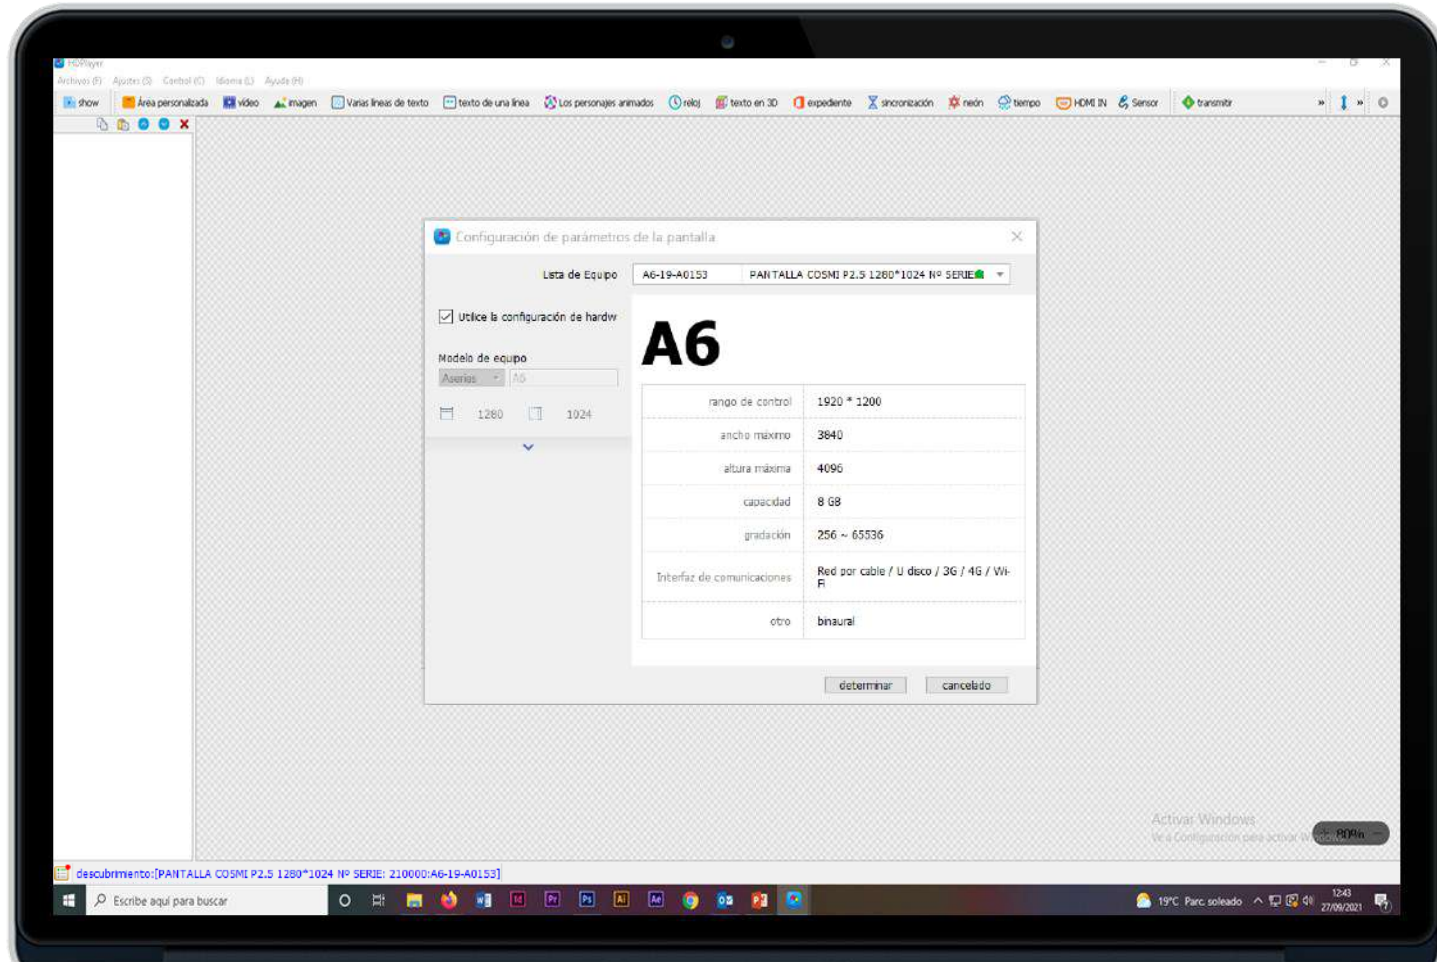 HDPlayer
Archivos (F) Ajustes (S) Control (C) Idioma (L) Ayuda (H)
show Área personalizada video imagen Varias líneas de texto texto de una línea Los personajes animados reloj texto en 3D expediente sincronización neón tiempo HDMI IN Sensor transmitir
Configuración de parámetros de la pantalla
Lista de Equipo A6-19-A0153 PANTALLA COSMI P2.5 1280*1024 Nº SERIE
Utilice la configuración de hardw
A6
Modelo de equipo
Aseries A6
1280 1024
rango de control 1920 * 1200
ancho máximo 3840
altura máxima 4096
capacidad 8 GB
gradación 256 ~ 65536
Interfaz de comunicaciones Red por cable / U disco / 3G / 4G / Wi-
Fi
otro binaural
determinar cancelado
Activar Windows
Ve a Configuración para activar
80%
descubrimiento:[PANTALLA COSMI P2.5 1280*1024 Nº SERIE: 210000:A6-19-A0153]
Escribe aquí para buscar
19°C Parc. soleado
12:43
27/09/2021